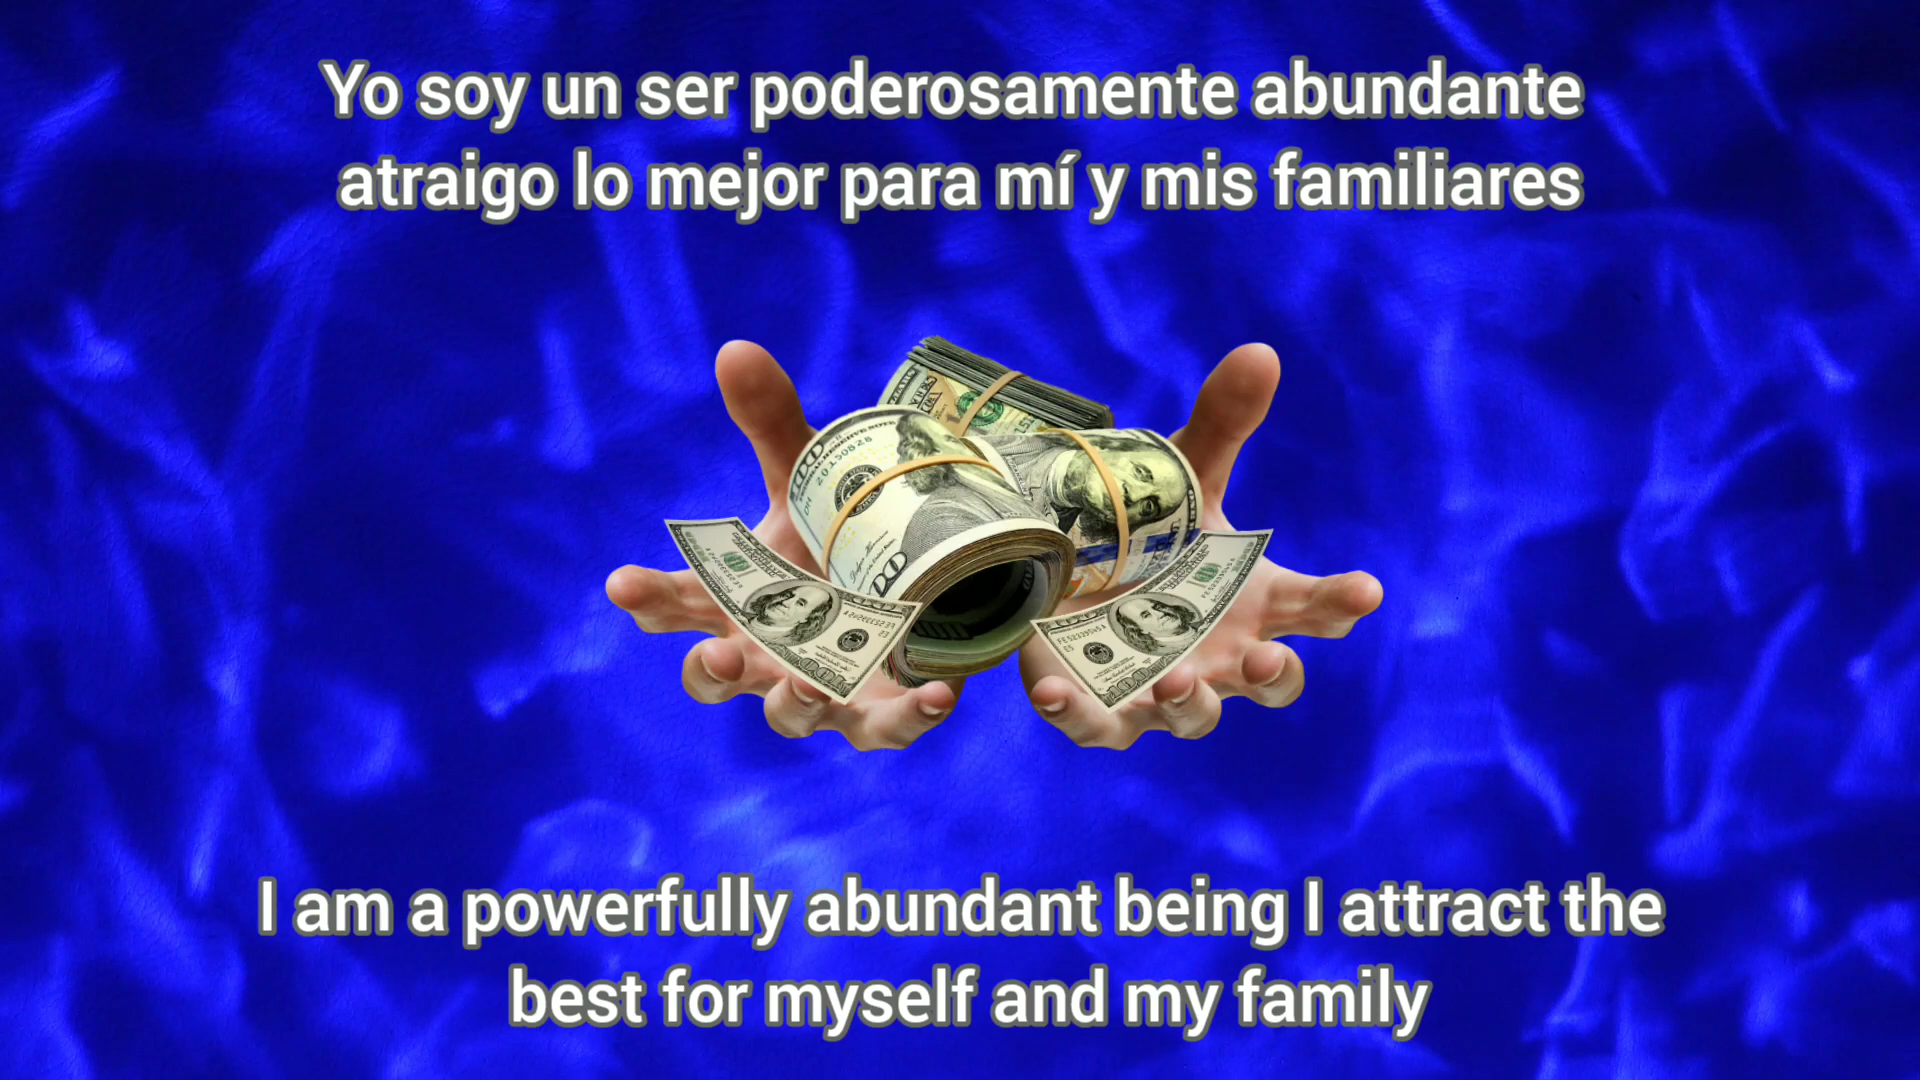 Yo soy un ser poderosamente abundante
atraigo lo mejor para mí y mis familiares
I am a powerfully abundant being I attract the
best for myself and my family